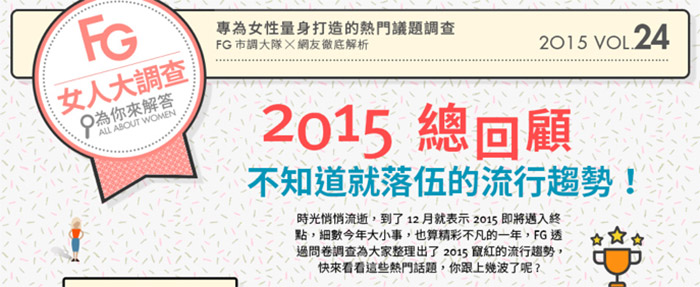 FG
女人大調查
為你來解答
ALL ABOUT WOMEN
專為女性量身打造的熱門議題調查
FG 市調大隊╳網友徹底解析
2015 VOL.24
2015 總回顧
不知道就落伍的流行趨勢！
時光悄悄流逝，到了 12 月就表示 2015 即將邁入終
點，細數今年大小事，也算精彩不凡的一年，FG 透
過問卷調查為大家整理出了 2015 竄紅的流行趨勢，
快來看看這些熱門話題，你跟上幾波了呢？